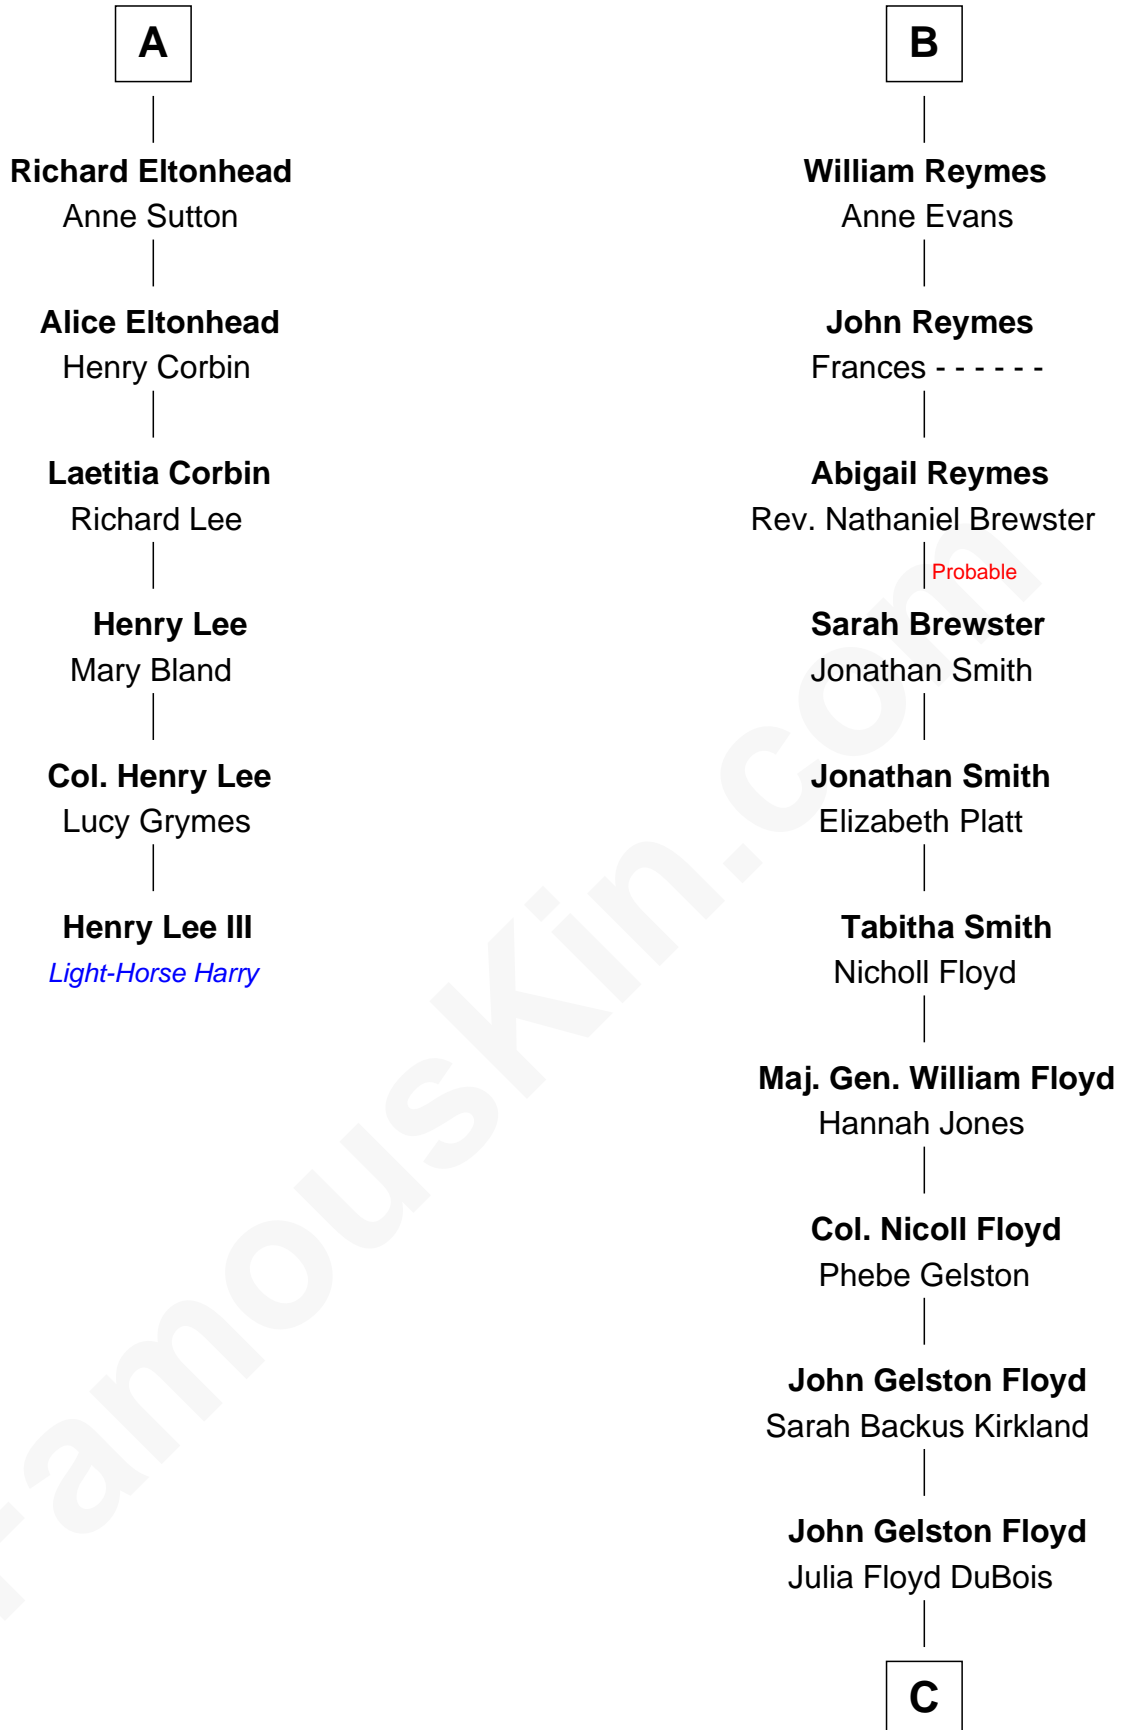 A
Richard Eltonhead
Anne Sutton
Alice Eltonhead
Henry Corbin
Laetitia Corbin
Richard Lee
Henry Lee
Mary Bland
Col. Henry Lee
Lucy Grymes
Henry Lee III
Light-Horse Harry
B
William Reymes
Anne Evans
John Reymes
Frances - - - - - -
Abigail Reymes
Rev. Nathaniel Brewster
Probable
Sarah Brewster
Jonathan Smith
Jonathan Smith
Elizabeth Platt
Tabitha Smith
Nicholl Floyd
Maj. Gen. William Floyd
Hannah Jones
Col. Nicoll Floyd
Phebe Gelston
John Gelston Floyd
Sarah Backus Kirkland
John Gelston Floyd
Julia Floyd DuBois
C
FamousKin.com